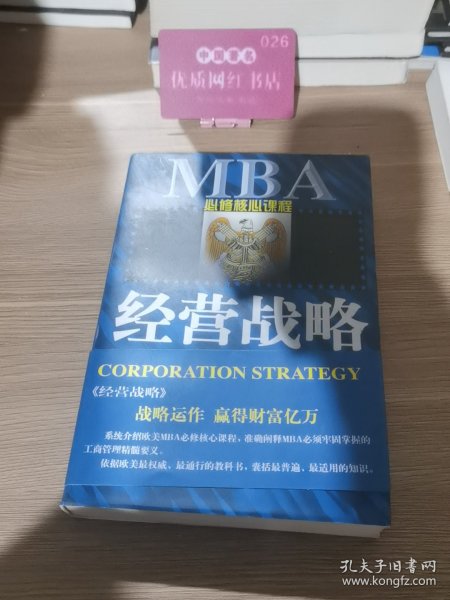 026
中国著名
优质网红书店
MBA
必修核心课程
经营战略
CORPORATION STRATEGY
《经营战略》
战略运作 赢得财富亿万
系统介绍欧美MBA必修核心课程，准确阐释MBA必须牢固掌握的
工商管理精髓要义。
依据欧美最权威、最通行的教科书，囊括最普遍、最适用的知识。
孔夫子旧书网
www.kongfz.com